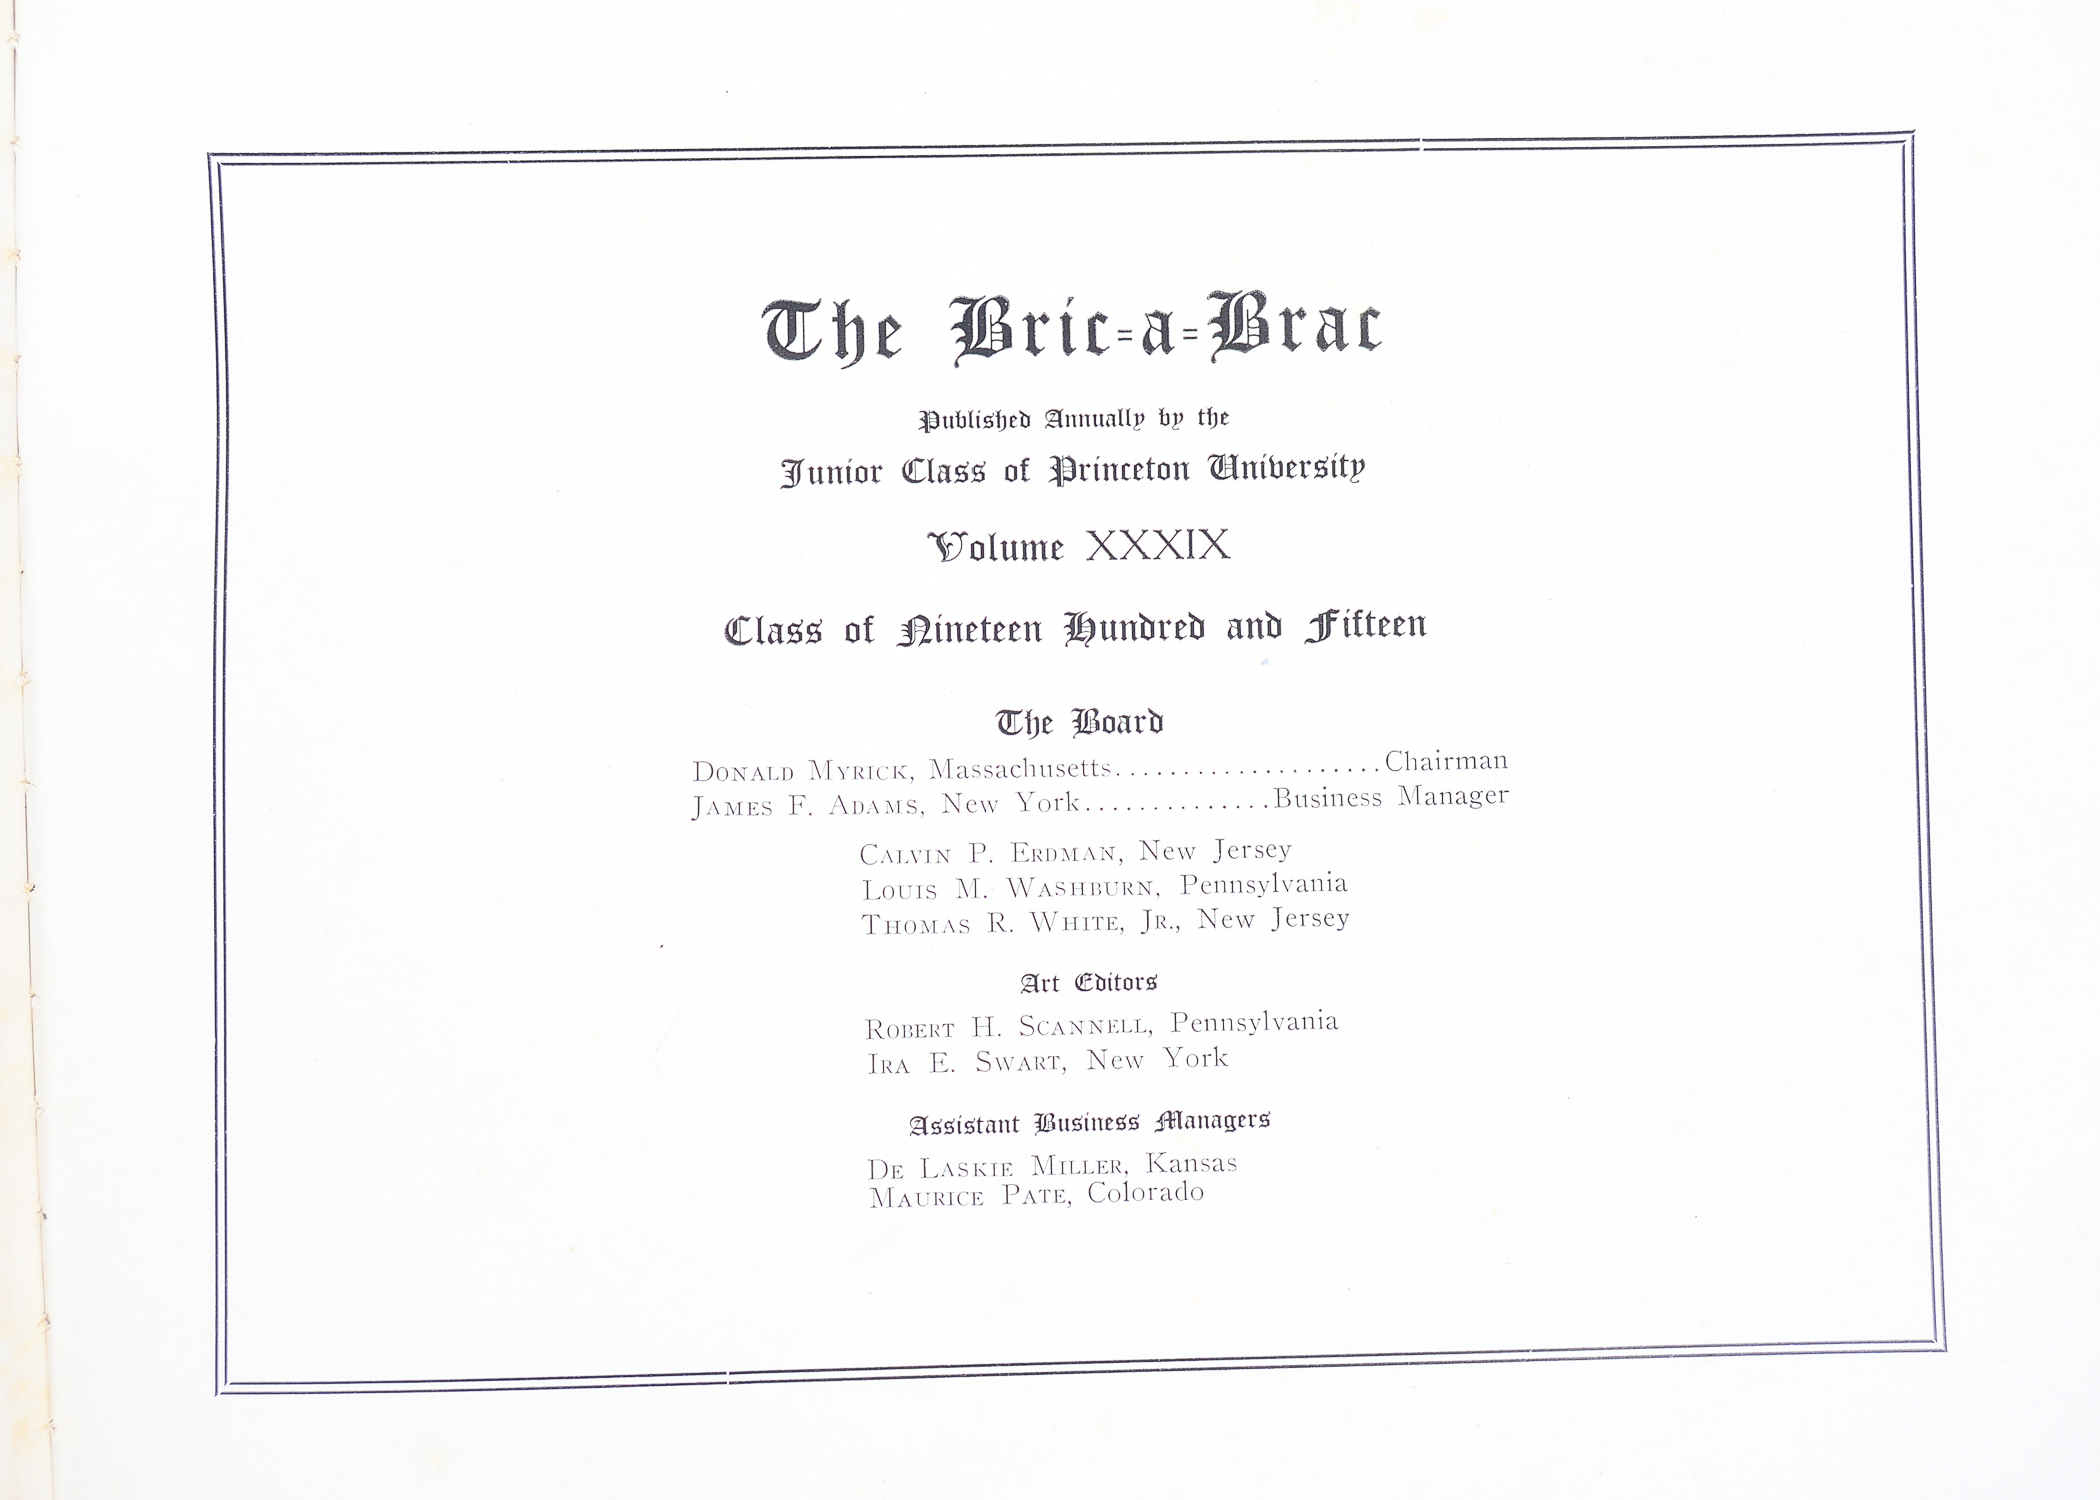 The Bric=a=Brac
Published Annually by the
Junior Class of Princeton University
Volume XXXIX
Class of Nineteen Hundred and Fifteen
The Board
DONALD MYRICK, Massachusetts....................Chairman
JAMES F. ADAMS, New York..............Business Manager
CALVIN P. ERDMAN, New Jersey
LOUIS M. WASHBURN, Pennsylvania
THOMAS R. WHITE, JR., New Jersey
Art Editors
ROBERT H. SCANNELL, Pennsylvania
IRA E. SWART, New York
Assistant Business Managers
DE LASKIE MILLER, Kansas
MAURICE PATE, Colorado